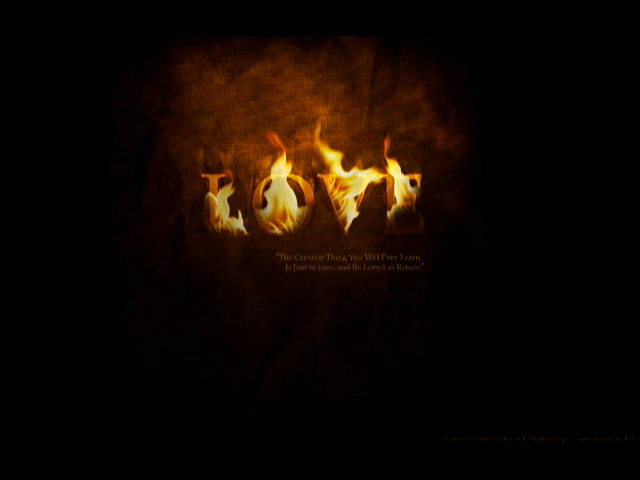 LOVE
"The Greatest Thing You Will Ever Learn,
Is Just to love, and Be Loved in Return"